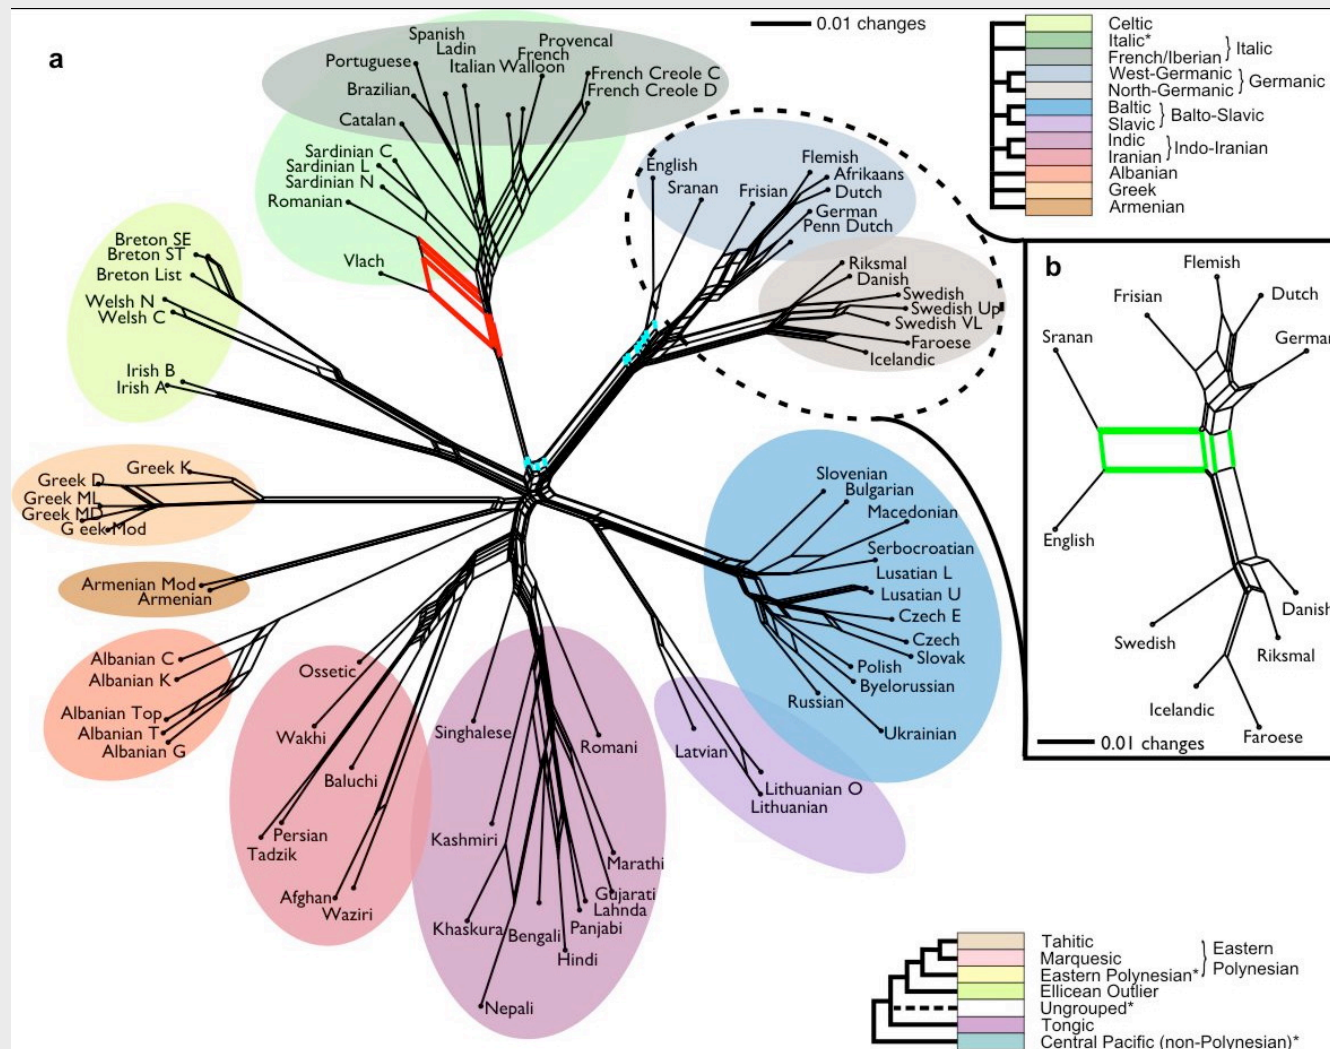 a
0.01 changes
Spanish
Ladin
Italian
Provencal
French
Walloon
Portuguese
Brazilian
French Creole C
French Creole D
Catalan
Sardinian C
Sardinian L
Sardinian N
Romanian
Vlach
Breton SE
Breton ST
Breton List
Welsh N
Welsh C
Irish B
Irish A
Greek K
Greek D
Greek ML
Greek MD
G eek Mod
Armenian Mod
Armenian
Albanian C
Albanian K
Albanian Top
Albanian T
Albanian G
Ossetic
Wakhi
Baluchi
Persian
Tadzik
Afghan
Waziri
Singhalese
Romani
Kashmiri
Marathi
Gujarati
Lahnda
Panjabi
Khaskura
Bengali
Hindi
Nepali
Latvian
Lithuanian O
Lithuanian
Slovenian
Bulgarian
Macedonian
Serbocroatian
Lusatian L
Lusatian U
Czech E
Czech
Slovak
Polish
Byelorussian
Russian
Ukrainian
English
Sranan
Frisian
Flemish
Afrikaans
Dutch
German
Penn Dutch
Riksmal
Danish
Swedish
Swedish Up
Swedish VL
Faroese
Icelandic
Celtic
Italic*
French/Iberian
Italic
West-Germanic
North-Germanic
Germanic
Baltic
Slavic
Balto-Slavic
Indic
Iranian
Indo-Iranian
Albanian
Greek
Armenian
b
Flemish
Frisian
Dutch
Sranan
German
English
Swedish
Danish
Riksmal
Icelandic
Faroese
0.01 changes
Tahitic
Marquesic
Eastern Polynesian*
Eastern
Polynesian
Ellicean Outlier
Ungrouped*
Tongic
Central Pacific (non-Polynesian)*